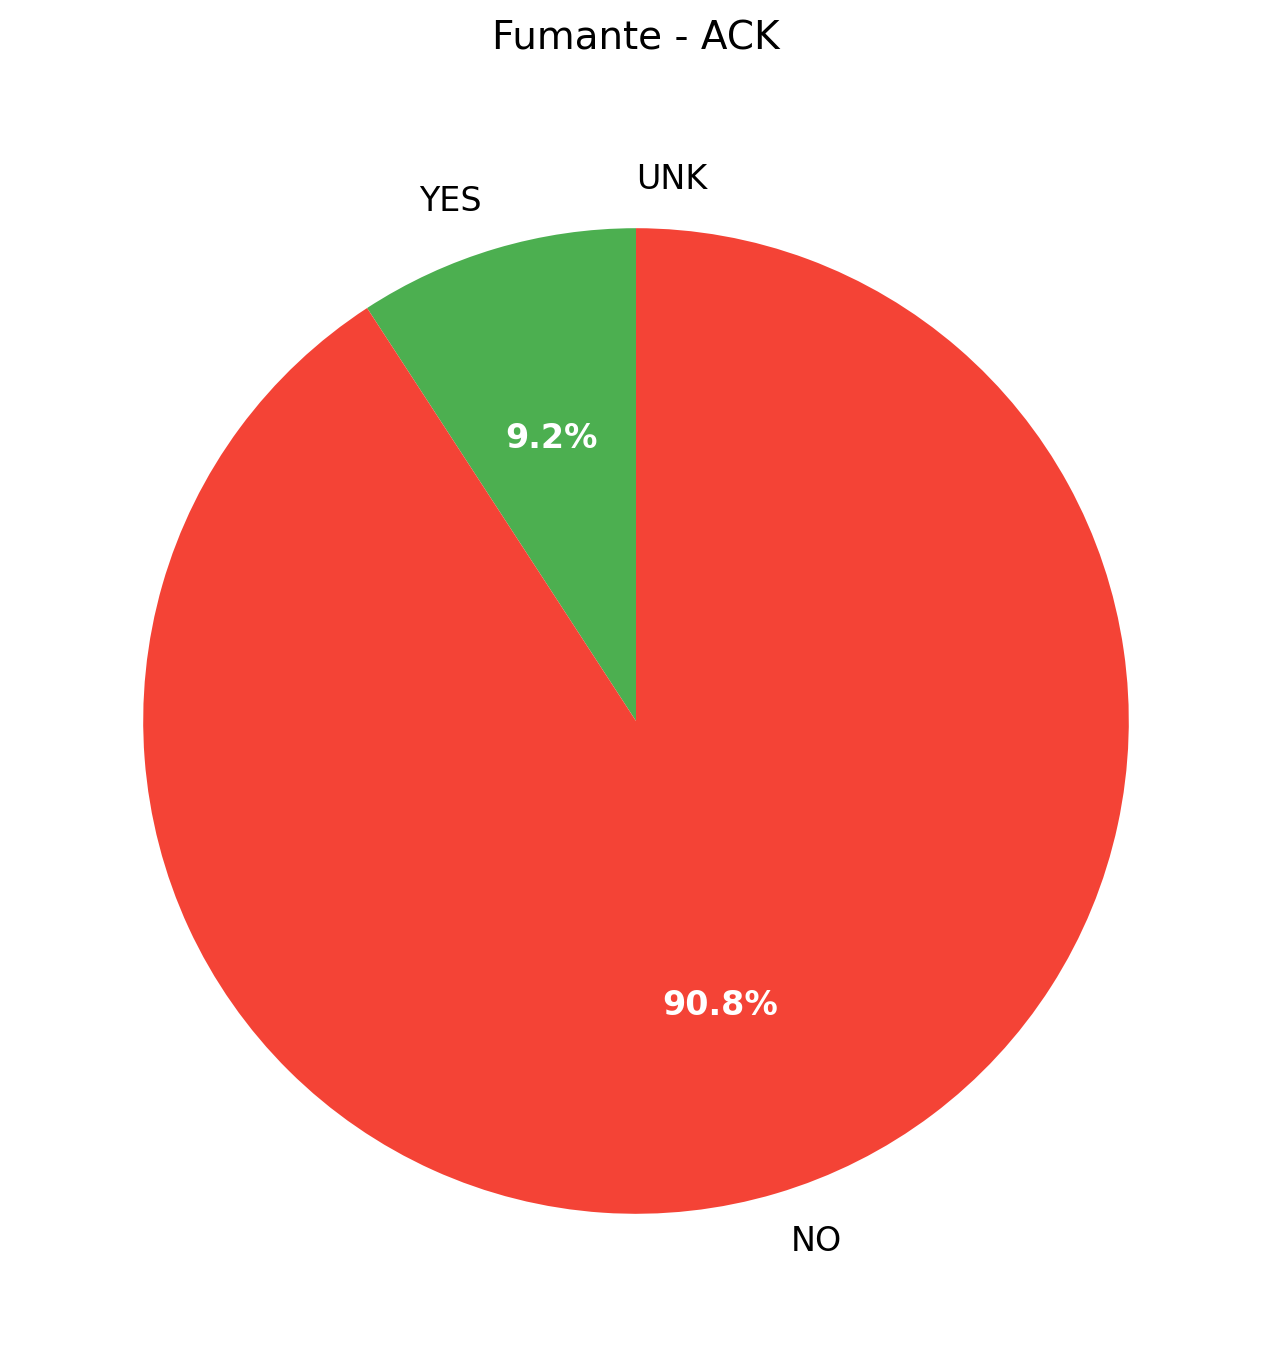 Fumante - ACK
UNK
YES
9.2%
90.8%
NO